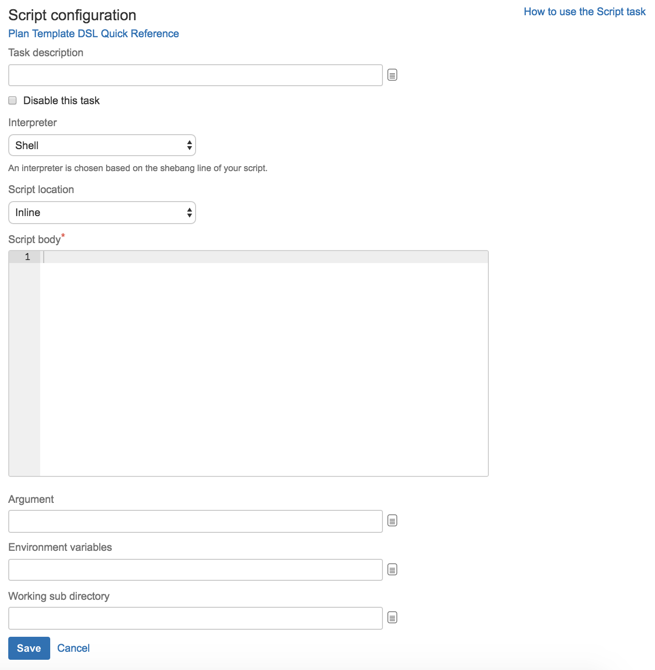 Script configuration
How to use the Script task
Plan Template DSL Quick Reference
Task description
Disable this task
Interpreter
Shell
An interpreter is chosen based on the shebang line of your script.
Script location
Inline
Script body*
1
Argument
Environment variables
Working sub directory
Save Cancel